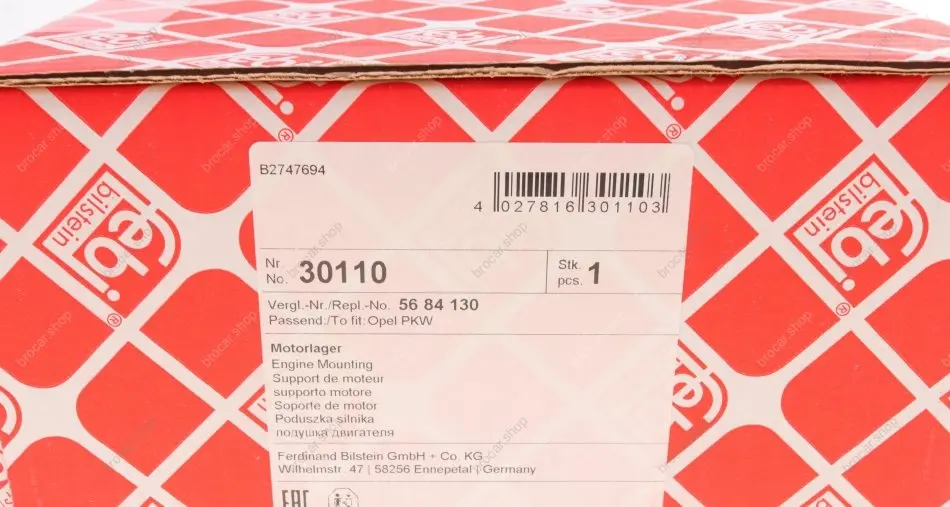 febi
bilstein
B2747694
4 027816 301103
Nr.
No. 30110
Stk.
pcs. 1
Vergl.-Nr./Repl.-No. 56 84 130
Passend:/To fit: Opel PKW
Motorlager
Engine Mounting
Support de moteur
supporto motore
Soporte de motor
Poduszka silnika
подушка двигателя
Ferdinand Bilstein GmbH + Co. KG
Wilhelmstr. 47 | 58256 Ennepetal | Germany
EAC
febi
bilstein
brocar.shop